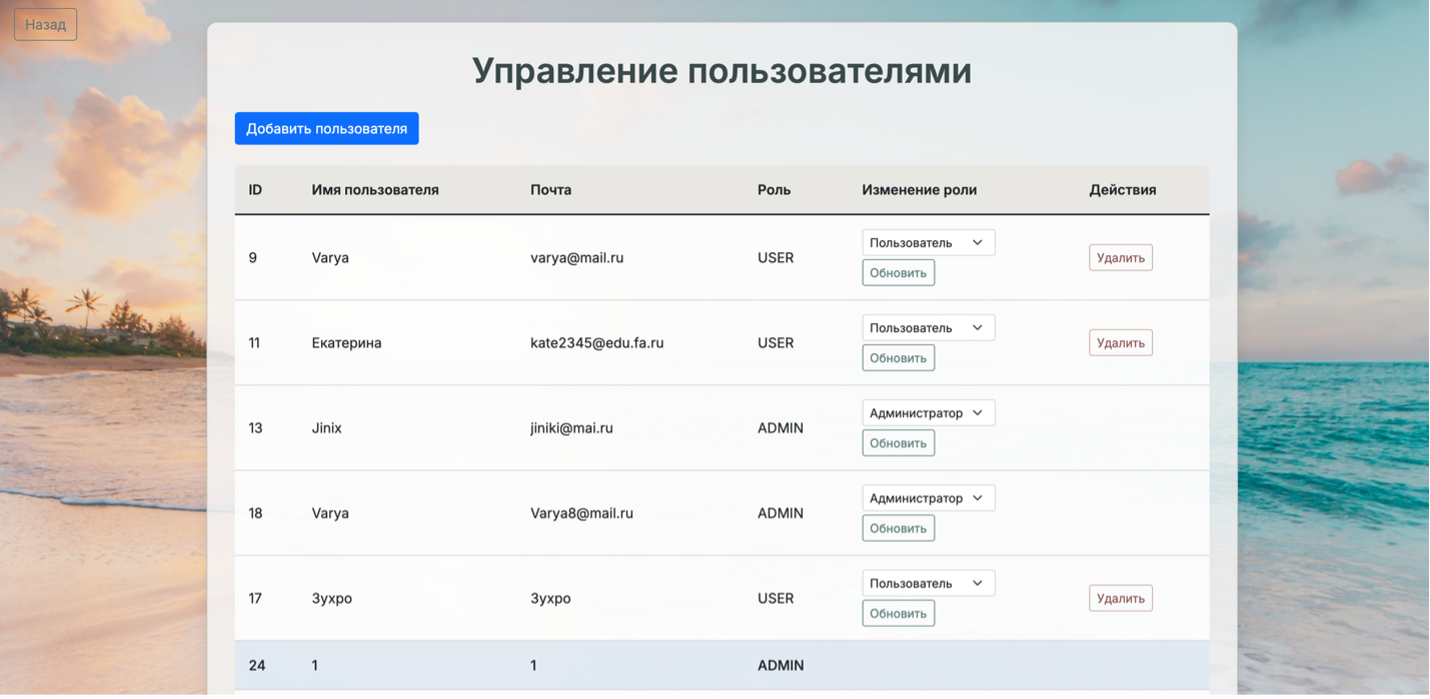 Назад
Управление пользователями
Добавить пользователя
ID Имя пользователя Почта Роль Изменение роли Действия
9 Varya varya@mail.ru USER Пользователь Удалить
Обновить
11 Екатерина kate2345@edu.fa.ru USER Пользователь Удалить
Обновить
13 Jinix jiniki@mai.ru ADMIN Администратор
Обновить
18 Varya Varya8@mail.ru ADMIN Администратор
Обновить
17 Зухро Зухро USER Пользователь Удалить
Обновить
24 1 1 ADMIN